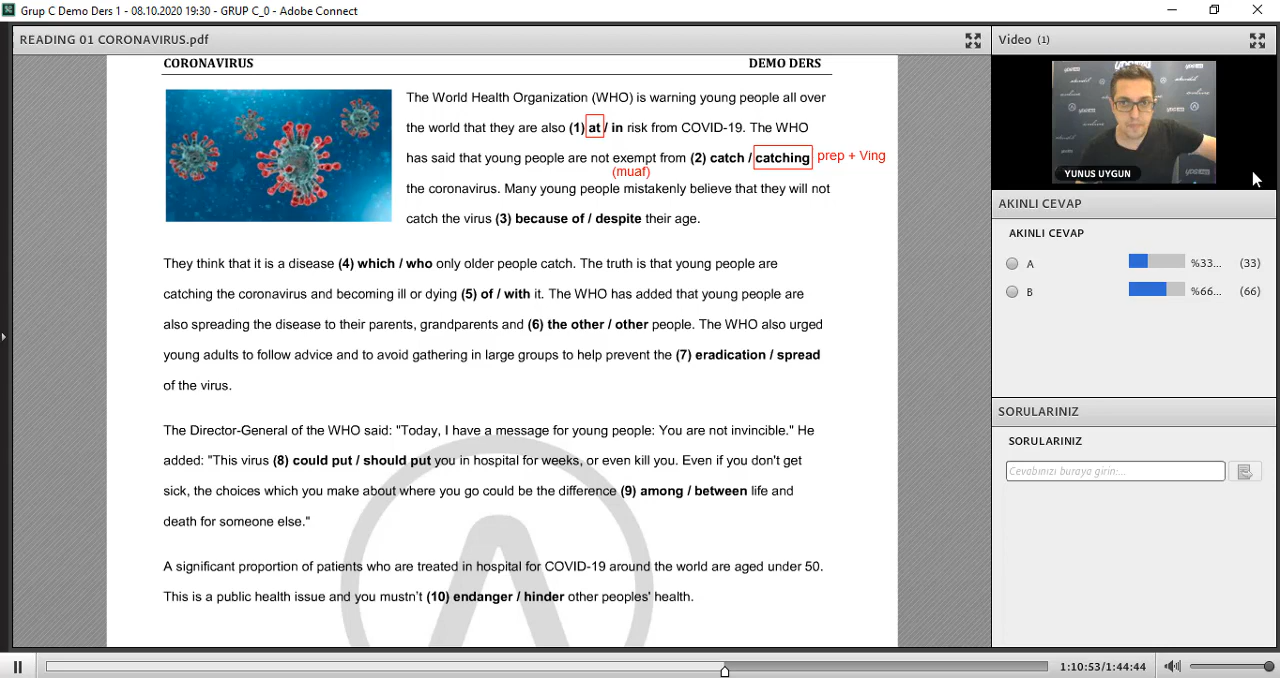 Grup C Demo Ders 1 - 08.10.2020 19:30 - GRUP C_0 - Adobe Connect
READING 01 CORONAVIRUS.pdf
CORONAVIRUS DEMO DERS
The World Health Organization (WHO) is warning young people all over
the world that they are also (1) at / in risk from COVID-19. The WHO
has said that young people are not exempt from (2) catch / catching prep + Ving
(muaf)
the coronavirus. Many young people mistakenly believe that they will not
catch the virus (3) because of / despite their age.
They think that it is a disease (4) which / who only older people catch. The truth is that young people are
catching the coronavirus and becoming ill or dying (5) of / with it. The WHO has added that young people are
also spreading the disease to their parents, grandparents and (6) the other / other people. The WHO also urged
young adults to follow advice and to avoid gathering in large groups to help prevent the (7) eradication / spread
of the virus.
The Director-General of the WHO said: "Today, I have a message for young people: You are not invincible." He
added: "This virus (8) could put / should put you in hospital for weeks, or even kill you. Even if you don't get
sick, the choices which you make about where you go could be the difference (9) among / between life and
death for someone else."
A significant proportion of patients who are treated in hospital for COVID-19 around the world are aged under 50.
This is a public health issue and you mustn't (10) endanger / hinder other peoples' health.
Video (1)
YUNUS UYGUN
AKINLI CEVAP
AKINLI CEVAP
A %33... (33)
B %66... (66)
SORULARINIZ
SORULARINIZ
Cevabınızı buraya girin:...
1:10:53/1:44:44